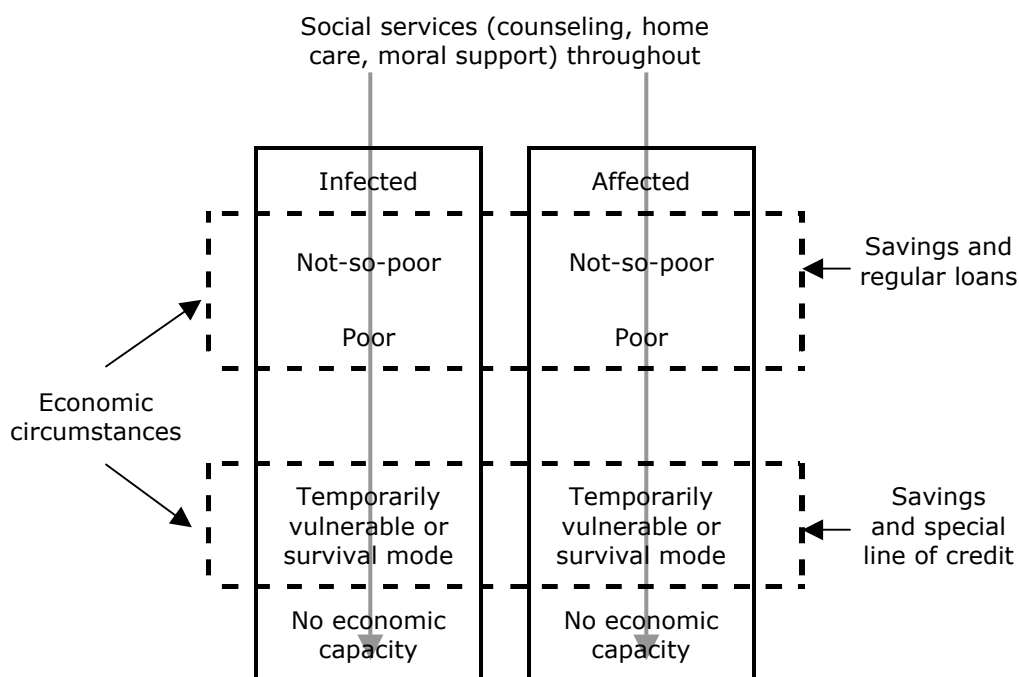 Social services (counseling, home
care, moral support) throughout
Infected
Affected
Not-so-poor
Not-so-poor
Savings and
regular loans
Poor
Poor
Economic
circumstances
Temporarily
vulnerable or
survival mode
Temporarily
vulnerable or
survival mode
Savings
and special
line of credit
No economic
capacity
No economic
capacity